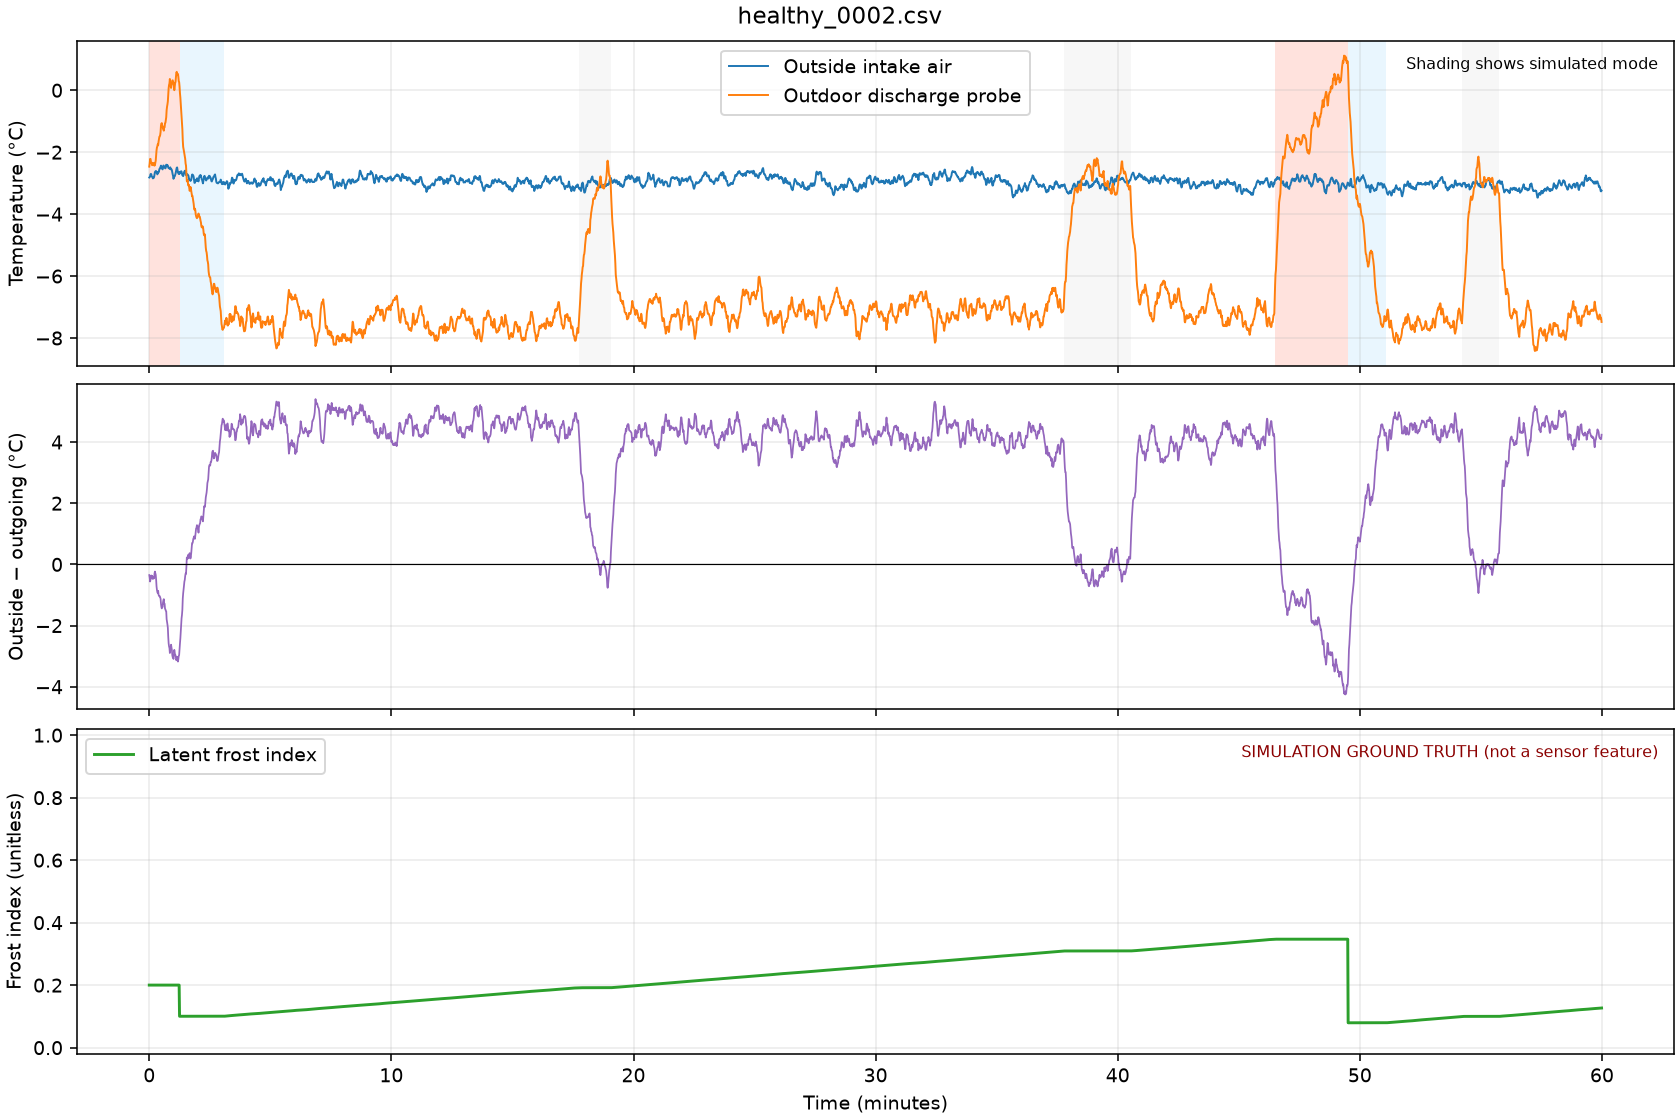 healthy_0002.csv
Outside intake air
Outdoor discharge probe
Shading shows simulated mode
Temperature (°C)
0
−2
−4
−6
−8
Outside − outgoing (°C)
4
2
0
−2
−4
Latent frost index
SIMULATION GROUND TRUTH (not a sensor feature)
Frost index (unitless)
1.0
0.8
0.6
0.4
0.2
0.0
0 10 20 30 40 50 60
Time (minutes)